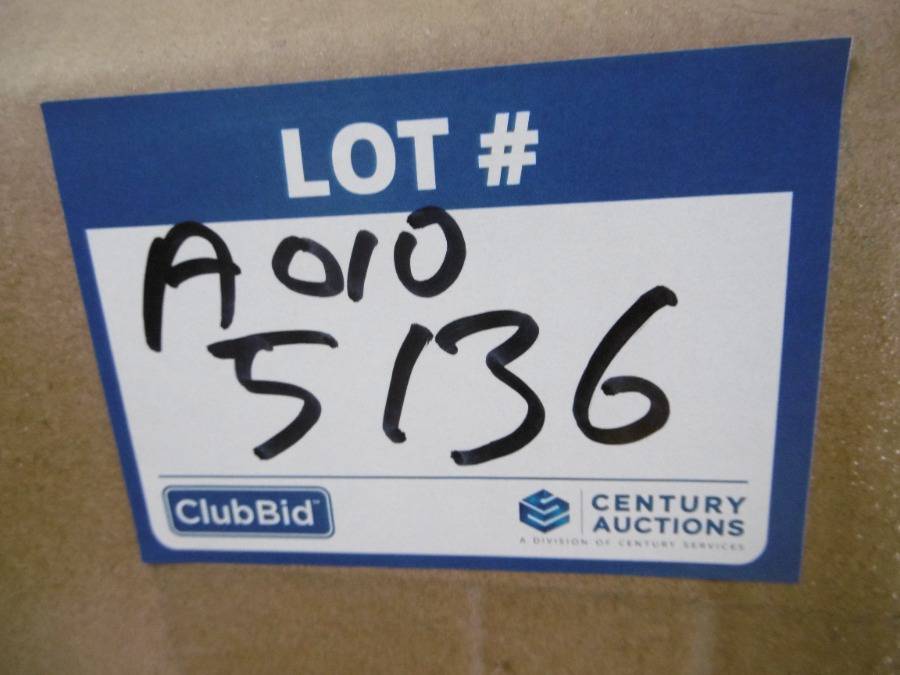 LOT #
A010
5136
ClubBid™
CENTURY
AUCTIONS
A DIVISION OF CENTURY SERVICES